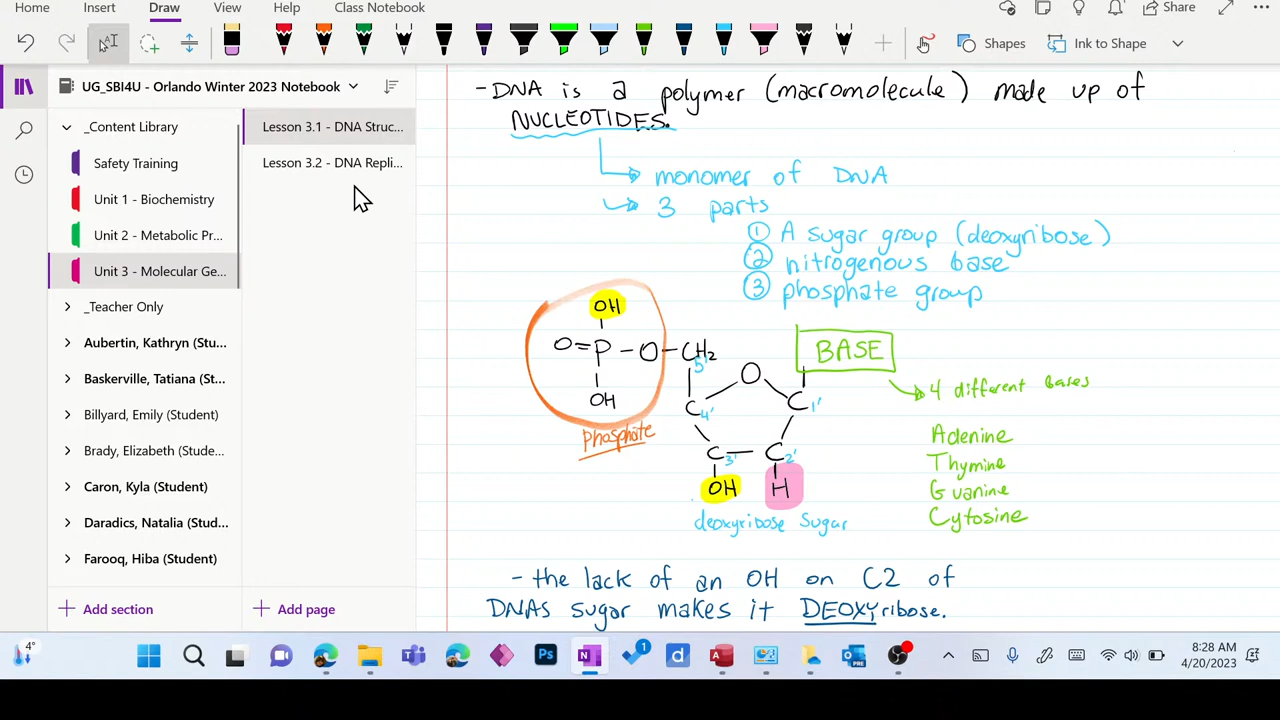 Home Insert Draw View Help Class Notebook Share
Shapes Ink to Shape
UG_SBI4U - Orlando Winter 2023 Notebook
_Content Library
Safety Training
Unit 1 - Biochemistry
Unit 2 - Metabolic Pr...
Unit 3 - Molecular Ge...
_Teacher Only
Aubertin, Kathryn (Stu...
Baskerville, Tatiana (St...
Billyard, Emily (Student)
Brady, Elizabeth (Stude...
Caron, Kyla (Student)
Daradics, Natalia (Stud...
Farooq, Hiba (Student)
Add section
Lesson 3.1 - DNA Struc...
Lesson 3.2 - DNA Repli...
Add page
- DNA is a polymer (macromolecule) made up of
NUCLEOTIDES.
monomer of DNA
3 parts
① A sugar group (deoxyribose)
② nitrogenous base
③ phosphate group
OH
O=P-O-CH₂
5'
OH
phosphate
O
BASE
C 4'
C 1'
C 3'
C 2'
OH
H
deoxyribose sugar
4 different bases
Adenine
Thymine
Guanine
Cytosine
- the lack of an OH on C2 of
DNAs sugar makes it DEOXYribose.
4°
8:28 AM
4/20/2023